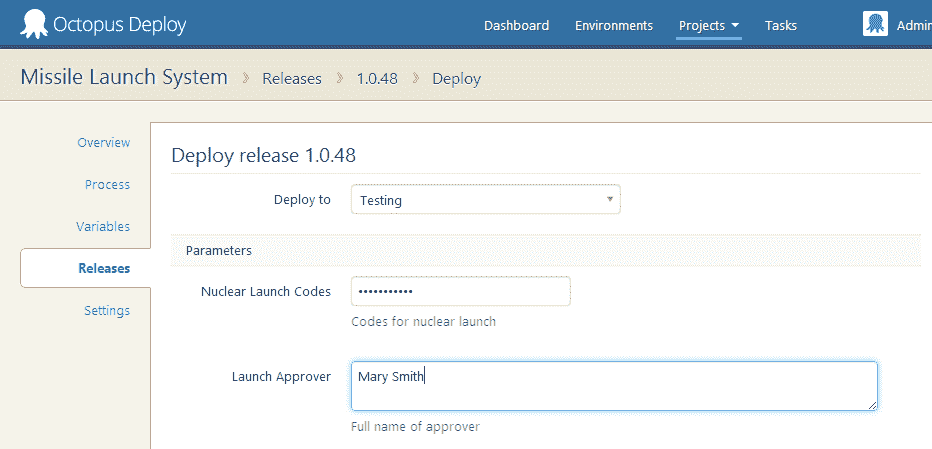 Octopus Deploy Dashboard Environments Projects Tasks Admin
Missile Launch System Releases 1.0.48 Deploy
Overview
Process
Variables
Releases
Settings
Deploy release 1.0.48
Deploy to Testing
Parameters
Nuclear Launch Codes •••••••••••
Codes for nuclear launch
Launch Approver Mary Smith
Full name of approver